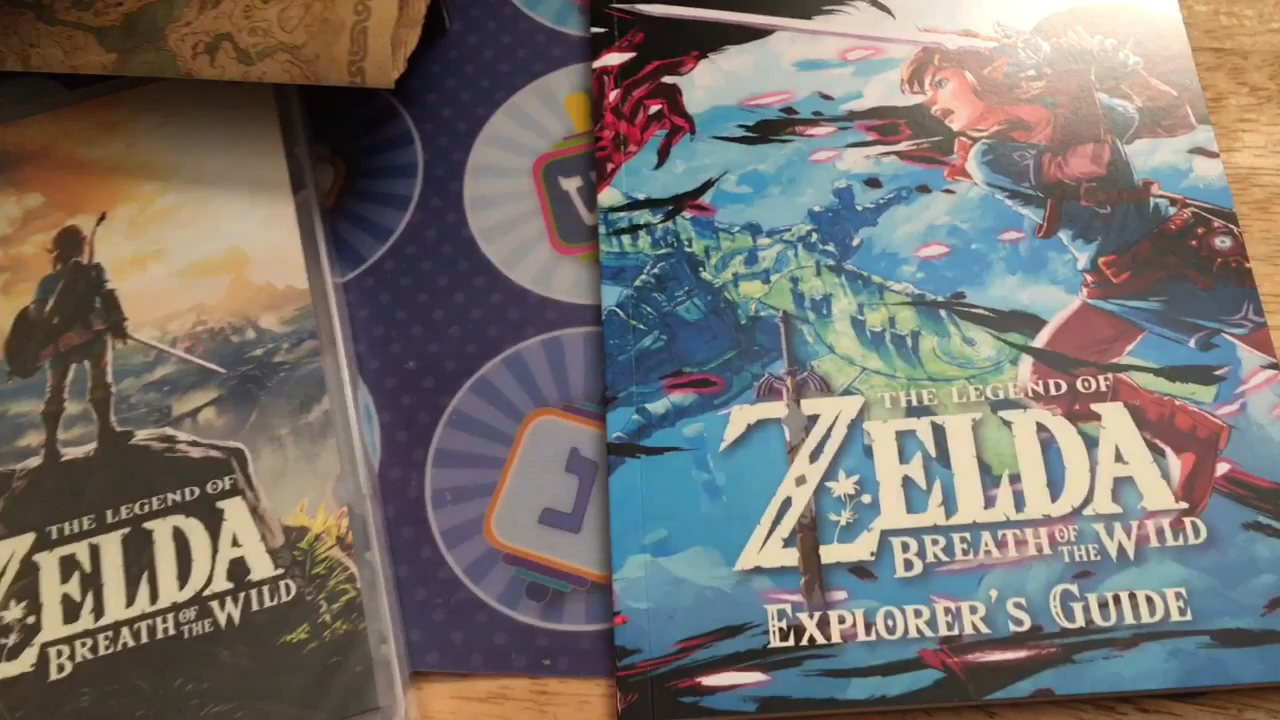 THE LEGEND OF
ZELDA
BREATH OF THE WILD
ש
נ
THE LEGEND OF
ZELDA
BREATH OF THE WILD
EXPLORER'S GUIDE